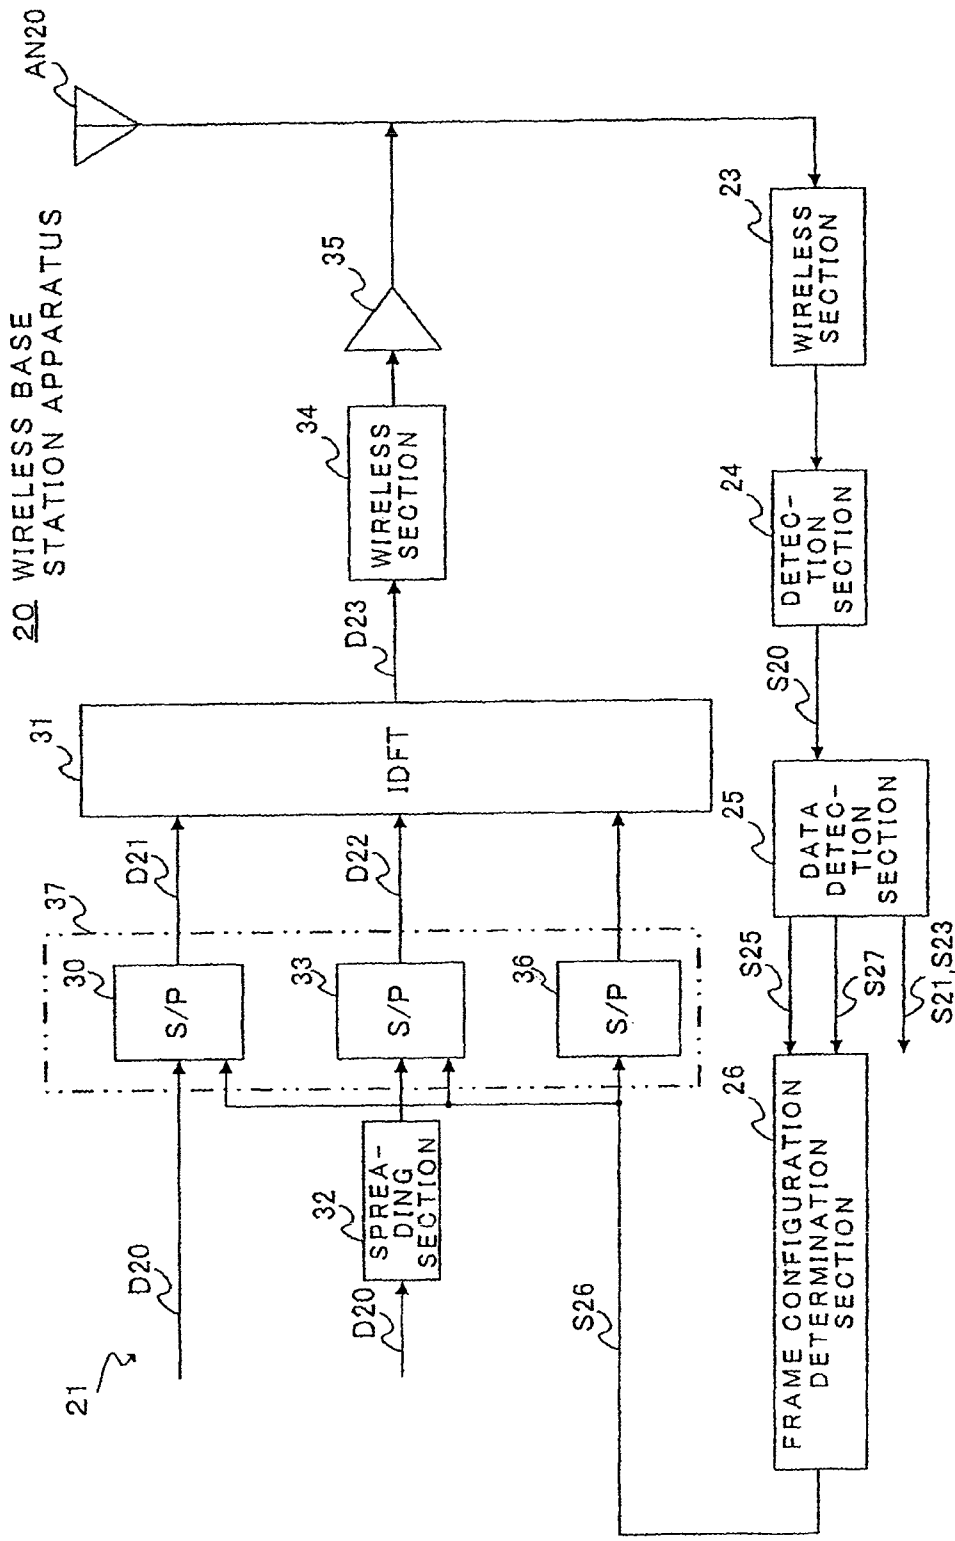 20 WIRELESS BASE
STATION APPARATUS
AN20
21
D20
30
S/P
37
D21
31
IDFT
D23
34
WIRELESS
SECTION
35
D20
32
SPREA-
DING
SECTION
33
S/P
D22
S26
36
S/P
26
FRAME CONFIGURATION
DETERMINATION
SECTION
S25
S27
S21,S23
25
DATA
DETEC-
TION
SECTION
S20
24
DETEC-
TION
SECTION
23
WIRELESS
SECTION